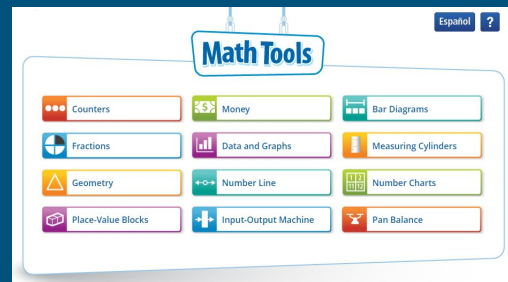 Español ?
Math Tools
Counters
Money
Bar Diagrams
Fractions
Data and Graphs
Measuring Cylinders
Geometry
Number Line
Number Charts
Place-Value Blocks
Input-Output Machine
Pan Balance